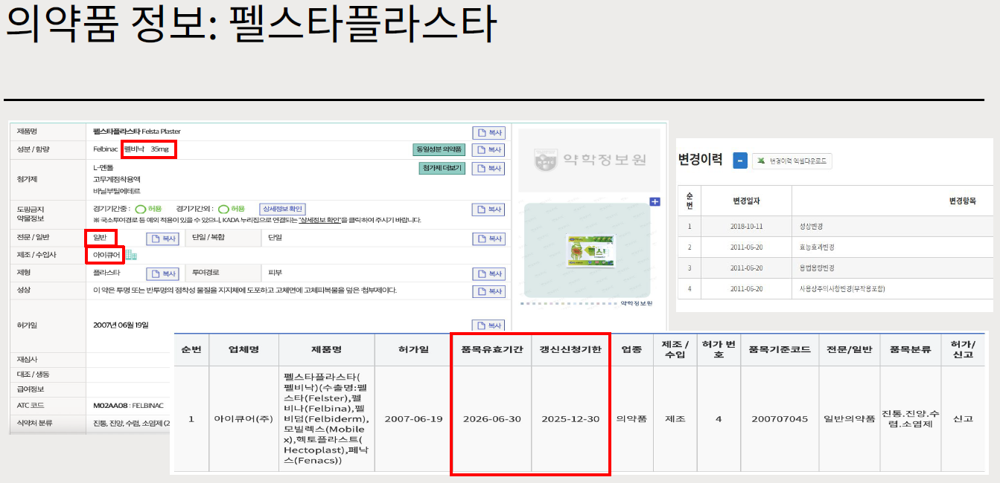 의약품 정보: 펠스타플라스타
제품명 펠스타플라스타 Felsta Plaster 복사
성분 / 함량 Felbinac 펠비낙 35mg 동일성분 의약품 복사
첨가제 L-멘톨 첨가제 더보기 복사
고무계점착용액
바닐부틸에테르
도핑금지
약물정보
경기기간중 : 허용 경기기간외 : 허용 상세정보 확인 복사
※ 국소투여경로 등 예외 적용이 있을 수 있으니, KADA 누리집으로 연결되는 "상세정보 확인"을 클릭하여 주시기 바랍니다.
전문 / 일반 일반 복사 단일 / 복합 단일 복사
제조 / 수입사 아이큐어
제형 플라스타 복사 투여경로 피부 복사
성상 이 약은 투명 또는 반투명의 점착성 물질을 지지체에 도포하고 고체면에 고체피복물을 덮은 첩부제이다. 복사
허가일 2007년 06월 19일 복사
재심사
대조 / 생동
급여정보
ATC 코드 M02AA08 : FELBINAC
식약처 분류 진통, 진양, 수렴, 소염제 (2
약학정보원
약학정보원
변경이력 - 변경이력 엑셀다운로드
순번 변경일자 변경항목
1 2018-10-11 성상변경
2 2011-06-20 효능효과변경
3 2011-06-20 용법용량변경
4 2011-06-20 사용상주의사항변경(부작용포함)
순번 업체명 제품명 허가일 품목유효기간 갱신신청기한 업종 제조 / 수입 허가 번호 품목기준코드 전문/일반 품목분류 허가/신고
1 아이큐어(주)
펠스타플라스타(
펠비낙)(수출명:펠
스타(Felster),펠
비나(Felbina),펠
비덤(Felbiderm),
모빌렉스(Mobile
x),헥토플라스트(
Hectoplast),페낙
스(Fenacs))
2007-06-19 2026-06-30 2025-12-30 의약품 제조 4 200707045 일반의약품 진통.진양.수렴.소염제 신고